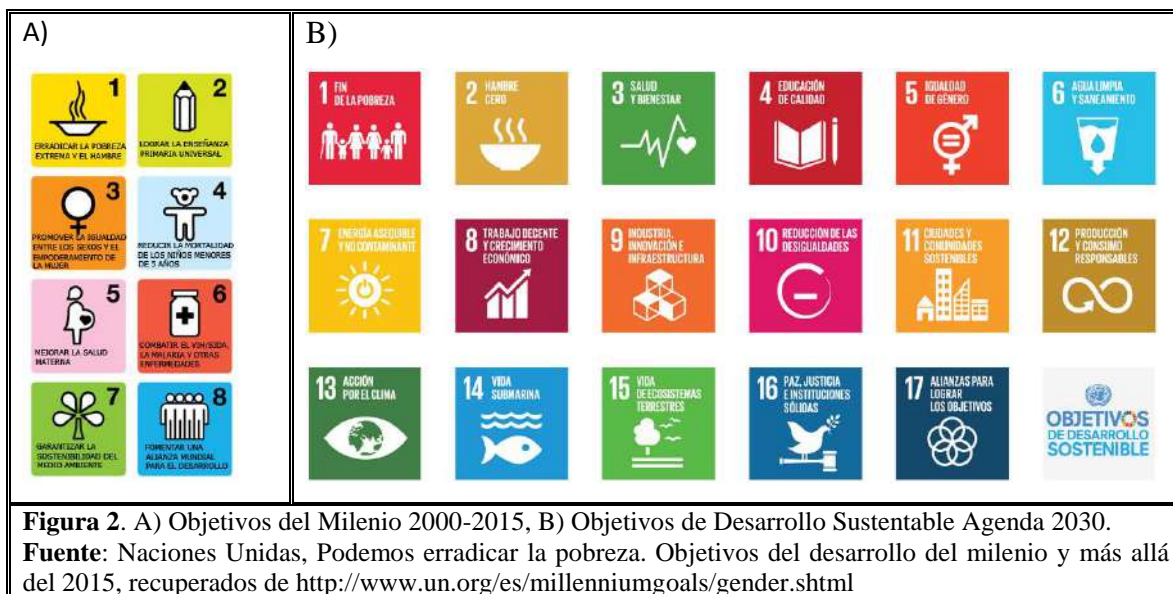 A)
1
ERRADICAR LA POBREZA
EXTREMA Y EL HAMBRE
2
LOGRAR LA ENSEÑANZA
PRIMARIA UNIVERSAL
3
PROMOVER LA IGUALDAD
ENTRE LOS SEXOS Y EL
EMPODERAMIENTO DE
LA MUJER
4
REDUCIR LA MORTALIDAD
DE LOS NIÑOS MENORES
DE 5 AÑOS
5
MEJORAR LA SALUD
MATERNA
6
COMBATIR EL VIH/SIDA,
LA MALARIA Y OTRAS
ENFERMEDADES
7
GARANTIZAR LA
SOSTENIBILIDAD DEL
MEDIO AMBIENTE
8
FOMENTAR UNA
ALIANZA MUNDIAL
PARA EL DESARROLLO
B)
1 FIN
DE LA POBREZA
2 HAMBRE
CERO
3 SALUD
Y BIENESTAR
4 EDUCACIÓN
DE CALIDAD
5 IGUALDAD
DE GÉNERO
6 AGUA LIMPIA
Y SANEAMIENTO
7 ENERGÍA ASEQUIBLE
Y NO CONTAMINANTE
8 TRABAJO DECENTE
Y CRECIMIENTO
ECONÓMICO
9 INDUSTRIA,
INNOVACIÓN E
INFRAESTRUCTURA
10 REDUCCIÓN DE LAS
DESIGUALDADES
11 CIUDADES Y
COMUNIDADES
SOSTENIBLES
12 PRODUCCIÓN
Y CONSUMO
RESPONSABLES
13 ACCIÓN
POR EL CLIMA
14 VIDA
SUBMARINA
15 VIDA
DE ECOSISTEMAS
TERRESTRES
16 PAZ, JUSTICIA
E INSTITUCIONES
SÓLIDAS
17 ALIANZAS PARA
LOGRAR
LOS OBJETIVOS
OBJETIVOS
DE DESARROLLO
SOSTENIBLE
Figura 2. A) Objetivos del Milenio 2000-2015, B) Objetivos de Desarrollo Sustentable Agenda 2030.
Fuente: Naciones Unidas, Podemos erradicar la pobreza. Objetivos del desarrollo del milenio y más allá
del 2015, recuperados de http://www.un.org/es/millenniumgoals/gender.shtml